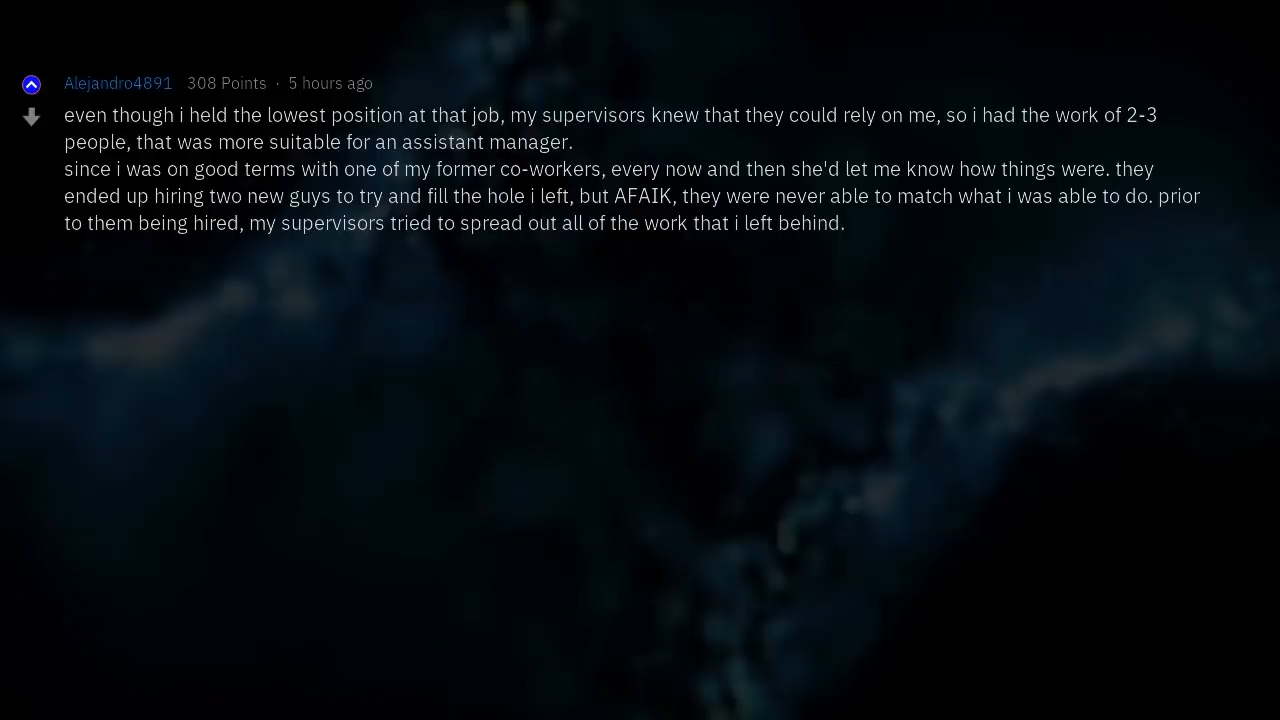 Alejandro4891 308 Points · 5 hours ago
even though i held the lowest position at that job, my supervisors knew that they could rely on me, so i had the work of 2-3
people, that was more suitable for an assistant manager.
since i was on good terms with one of my former co-workers, every now and then she'd let me know how things were. they
ended up hiring two new guys to try and fill the hole i left, but AFAIK, they were never able to match what i was able to do. prior
to them being hired, my supervisors tried to spread out all of the work that i left behind.